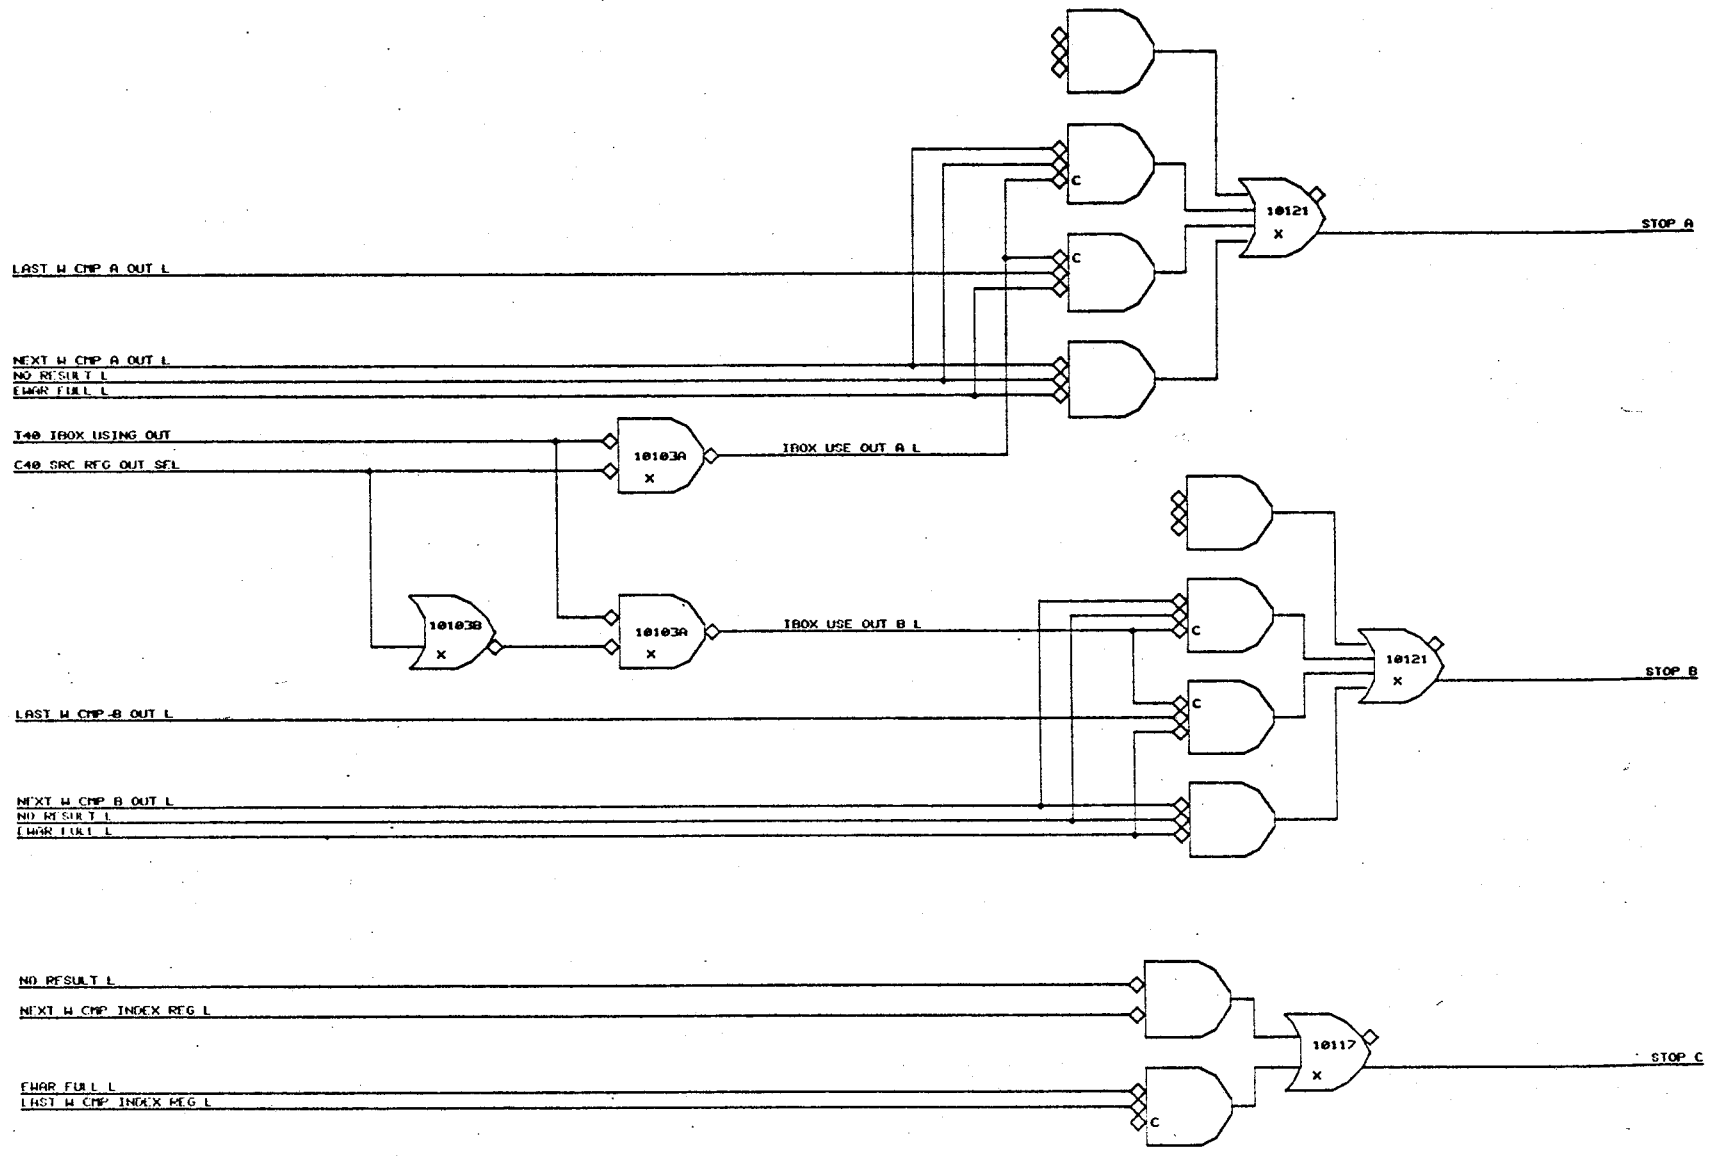 C
10121
X
STOP A
C
LAST W CMP A OUT L
NEXT W CMP A OUT L
NO RESULT L
EWAR FULL L
T40 IBOX USING OUT
C40 SRC REG OUT SEL
10103A
X
IBOX USE OUT A L
10103B
X
10103A
X
IBOX USE OUT B L
C
10121
X
STOP B
C
LAST W CMP B OUT L
NEXT W CMP B OUT L
NO RESULT L
EWAR FULL L
NO RESULT L
NEXT W CMP INDEX REG L
10117
X
STOP C
EWAR FULL L
LAST W CMP INDEX REG L
C